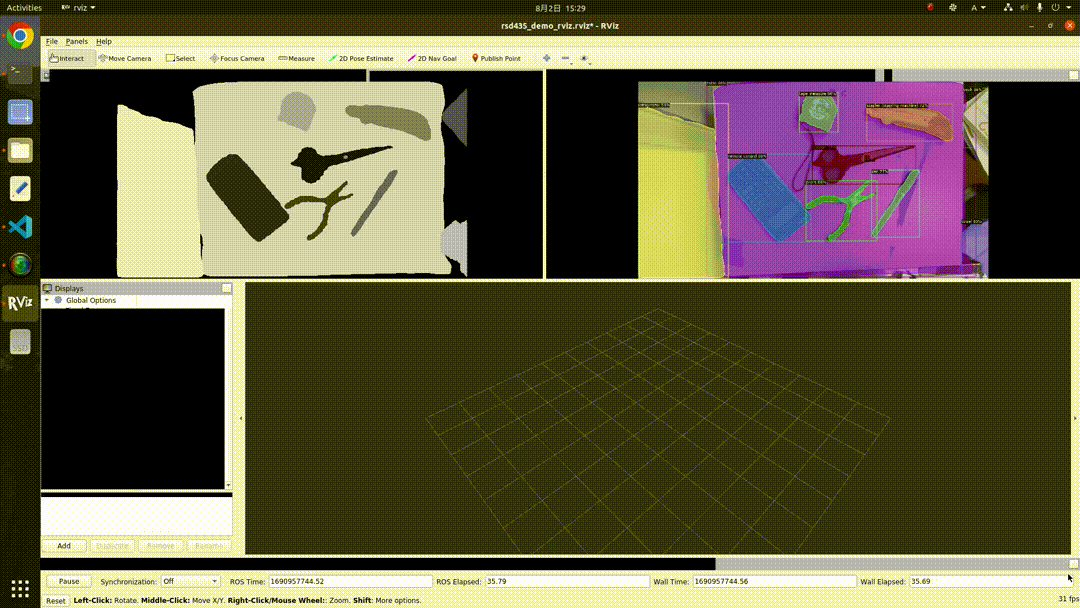 Activities
rviz
8月2日 15:29
A
rsd435_demo_rviz.rviz* - RViz
File Panels Help
Interact
Move Camera
Select
Focus Camera
Measure
2D Pose Estimate
2D Nav Goal
Publish Point
Displays
Global Options
RViz
Add
Duplicate
Remove
Rename
Pause
Synchronization:
Off
ROS Time:
1690957744.52
ROS Elapsed:
35.79
Wall Time:
1690957744.56
Wall Elapsed:
35.69
Reset
Left-Click: Rotate. Middle-Click: Move X/Y. Right-Click/Mouse Wheel:: Zoom. Shift: More options.
31 fps